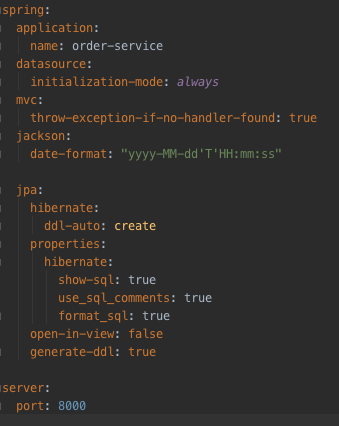 spring:
  application:
    name: order-service
  datasource:
    initialization-mode: always
  mvc:
    throw-exception-if-no-handler-found: true
  jackson:
    date-format: "yyyy-MM-dd'T'HH:mm:ss"

  jpa:
    hibernate:
      ddl-auto: create
    properties:
      hibernate:
        show-sql: true
        use_sql_comments: true
        format_sql: true
    open-in-view: false
    generate-ddl: true

server:
  port: 8000